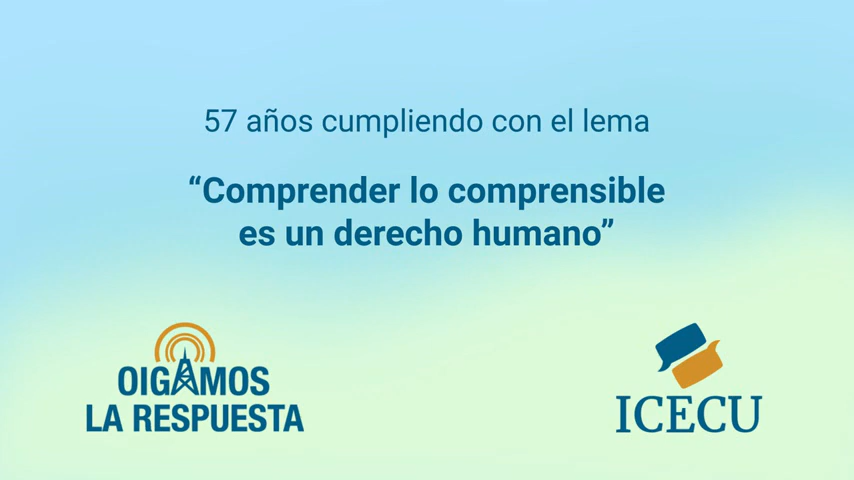 57 años cumpliendo con el lema
“Comprender lo comprensible
es un derecho humano”
OIGAMOS
LA RESPUESTA
ICECU